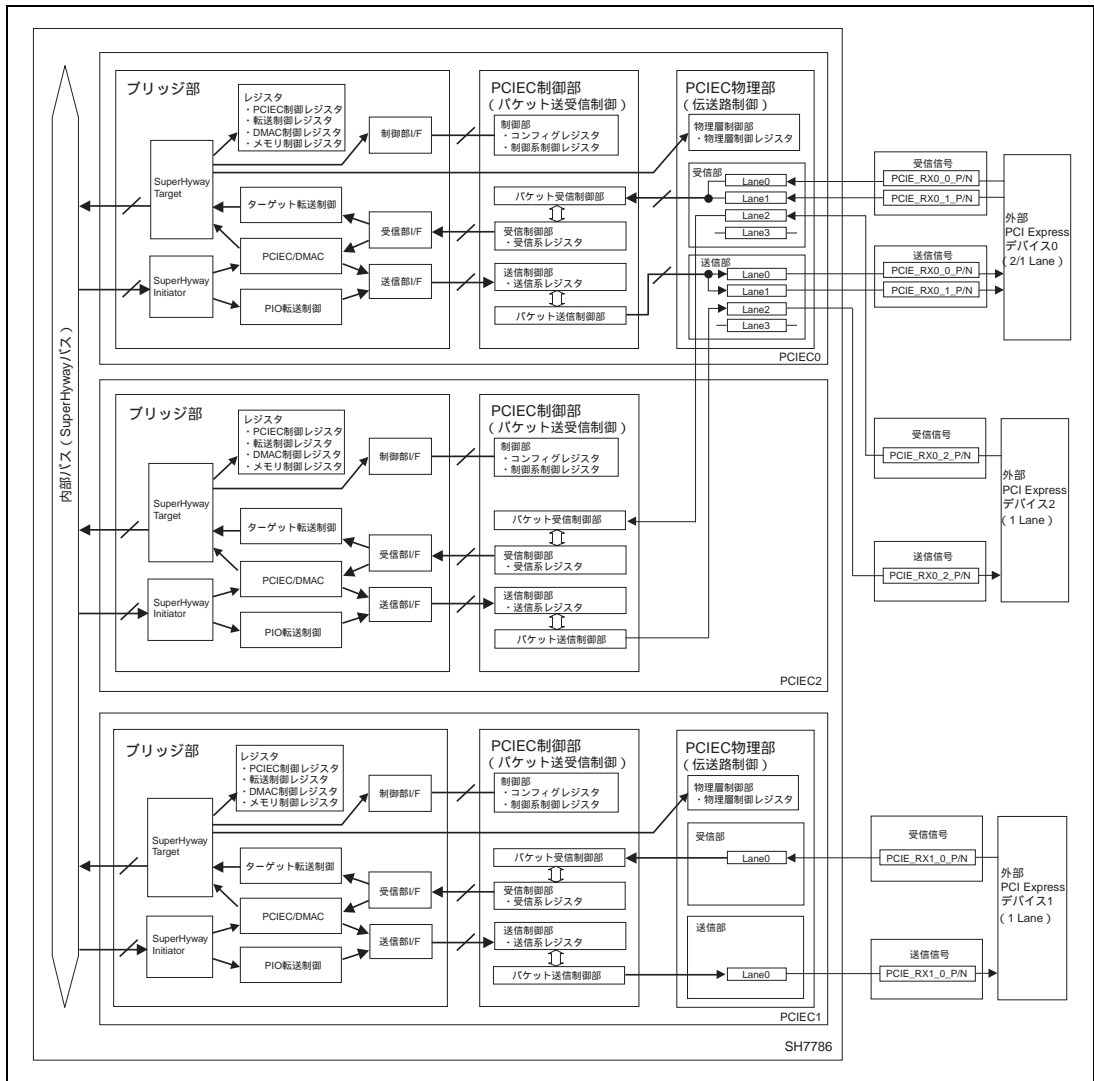 内部バス（SuperHywayバス）
ブリッジ部
レジスタ
・PCIEC制御レジスタ
・転送制御レジスタ
・DMAC制御レジスタ
・メモリ制御レジスタ
制御部I/F
SuperHyway
Target
ターゲット転送制御
受信部I/F
PCIEC/DMAC
SuperHyway
Initiator
送信部I/F
PIO転送制御
PCIEC制御部
（パケット送受信制御）
制御部
・コンフィグレジスタ
・制御系制御レジスタ
パケット受信制御部
受信制御部
・受信系レジスタ
送信制御部
・送信系レジスタ
パケット送信制御部
PCIEC物理部
（伝送路制御）
物理層制御部
・物理層制御レジスタ
受信部
Lane0
Lane1
Lane2
Lane3
送信部
Lane0
Lane1
Lane2
Lane3
PCIEC0
受信信号
PCIE_RX0_0_P/N
PCIE_RX0_1_P/N
送信信号
PCIE_RX0_0_P/N
PCIE_RX0_1_P/N
外部
PCI Express
デバイス0
（2/1 Lane）
ブリッジ部
レジスタ
・PCIEC制御レジスタ
・転送制御レジスタ
・DMAC制御レジスタ
・メモリ制御レジスタ
制御部I/F
SuperHyway
Target
ターゲット転送制御
受信部I/F
PCIEC/DMAC
SuperHyway
Initiator
送信部I/F
PIO転送制御
PCIEC制御部
（パケット送受信制御）
制御部
・コンフィグレジスタ
・制御系制御レジスタ
パケット受信制御部
受信制御部
・受信系レジスタ
送信制御部
・送信系レジスタ
パケット送信制御部
PCIEC2
受信信号
PCIE_RX0_2_P/N
送信信号
PCIE_RX0_2_P/N
外部
PCI Express
デバイス2
（1 Lane）
ブリッジ部
レジスタ
・PCIEC制御レジスタ
・転送制御レジスタ
・DMAC制御レジスタ
・メモリ制御レジスタ
制御部I/F
SuperHyway
Target
ターゲット転送制御
受信部I/F
PCIEC/DMAC
SuperHyway
Initiator
送信部I/F
PIO転送制御
PCIEC制御部
（パケット送受信制御）
制御部
・コンフィグレジスタ
・制御系制御レジスタ
パケット受信制御部
受信制御部
・受信系レジスタ
送信制御部
・送信系レジスタ
パケット送信制御部
PCIEC物理部
（伝送路制御）
物理層制御部
・物理層制御レジスタ
受信部
Lane0
送信部
Lane0
PCIEC1
受信信号
PCIE_RX1_0_P/N
送信信号
PCIE_RX1_0_P/N
外部
PCI Express
デバイス1
（1 Lane）
SH7786